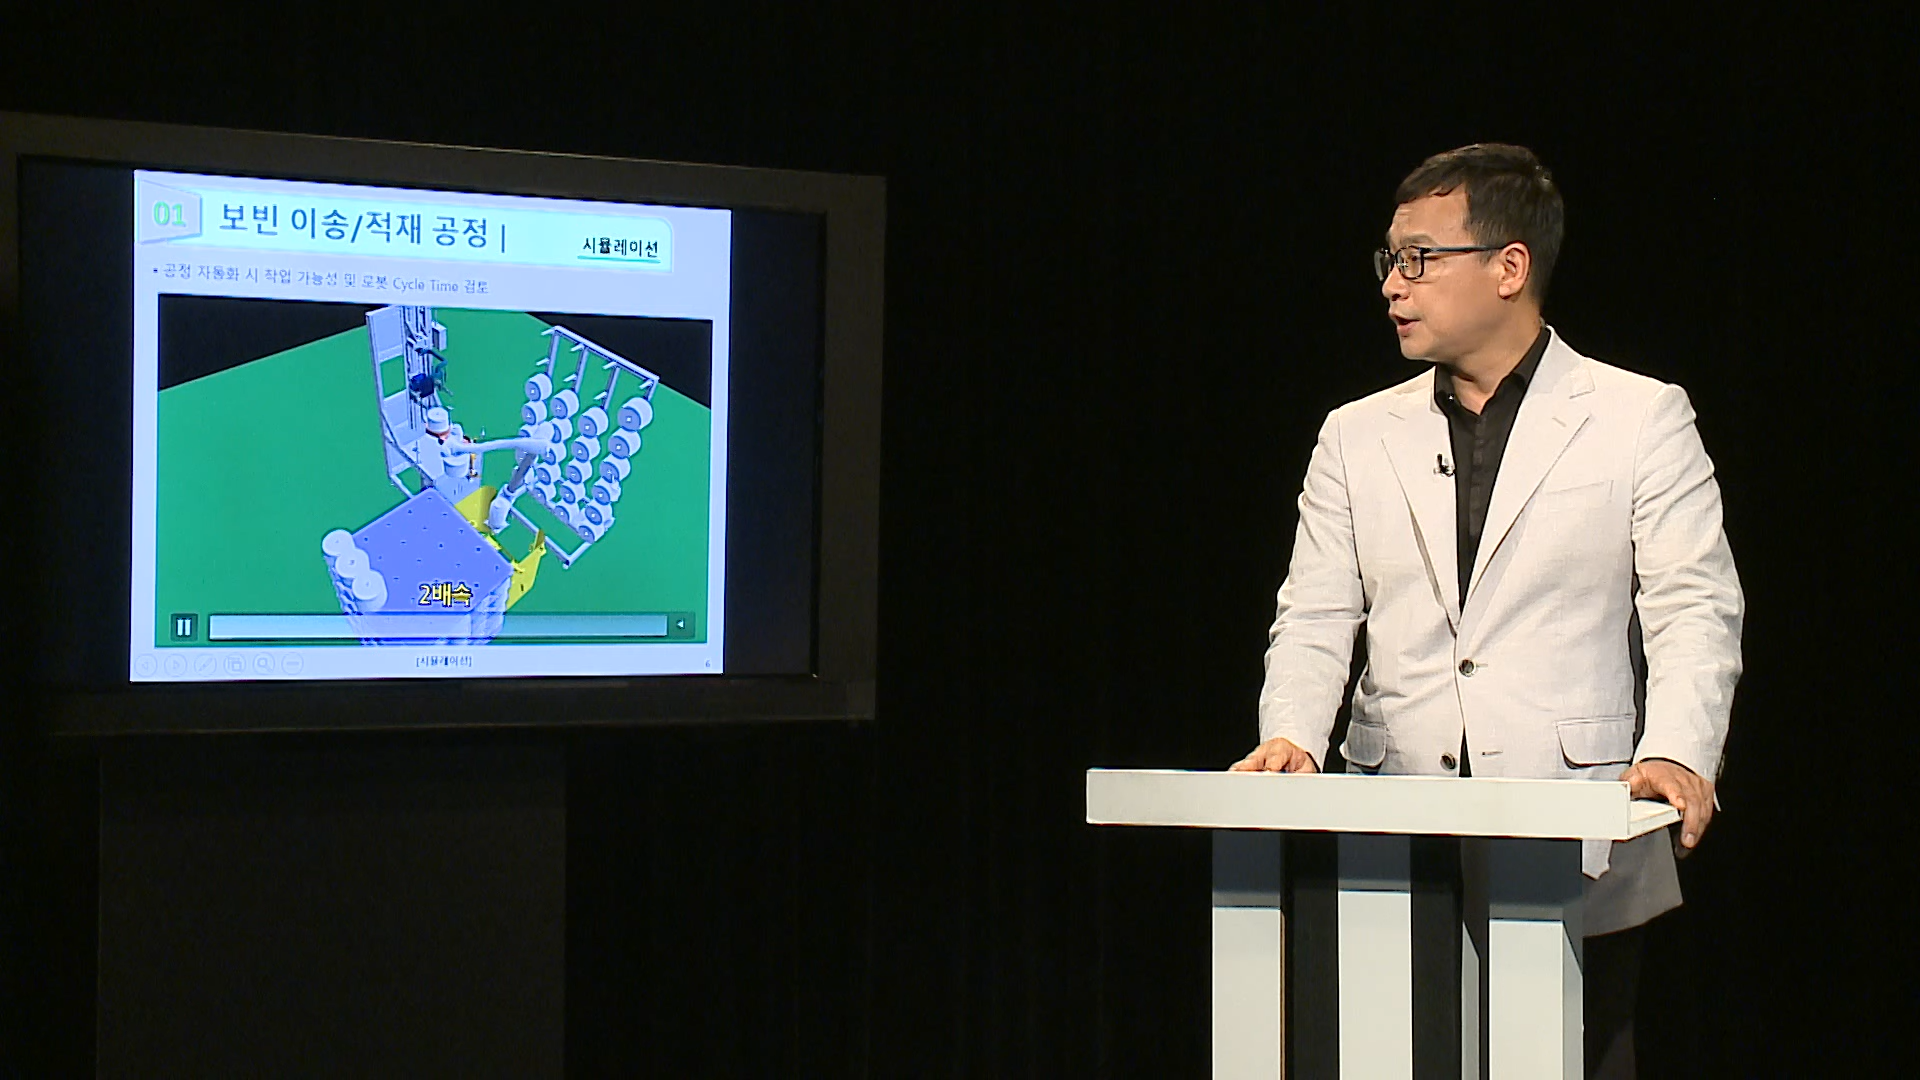 01 보빈 이송/적재 공정 | 시뮬레이션
▪ 공정 자동화 시 작업 가능성 및 로봇 Cycle Time 검토
2배속
[시뮬레이션]
6